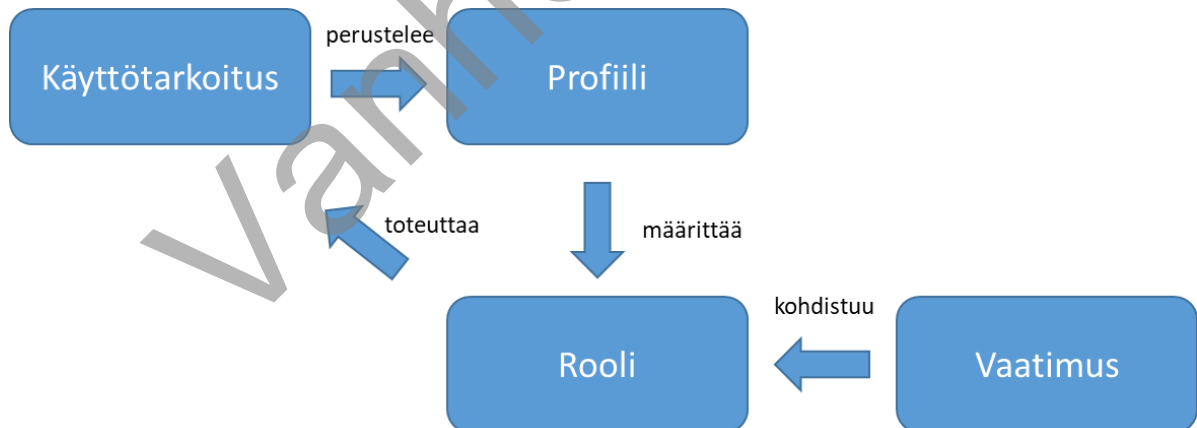 perustelee
Käyttötarkoitus
Profiili
toteuttaa
määrittää
kohdistuu
Rooli
Vaatimus